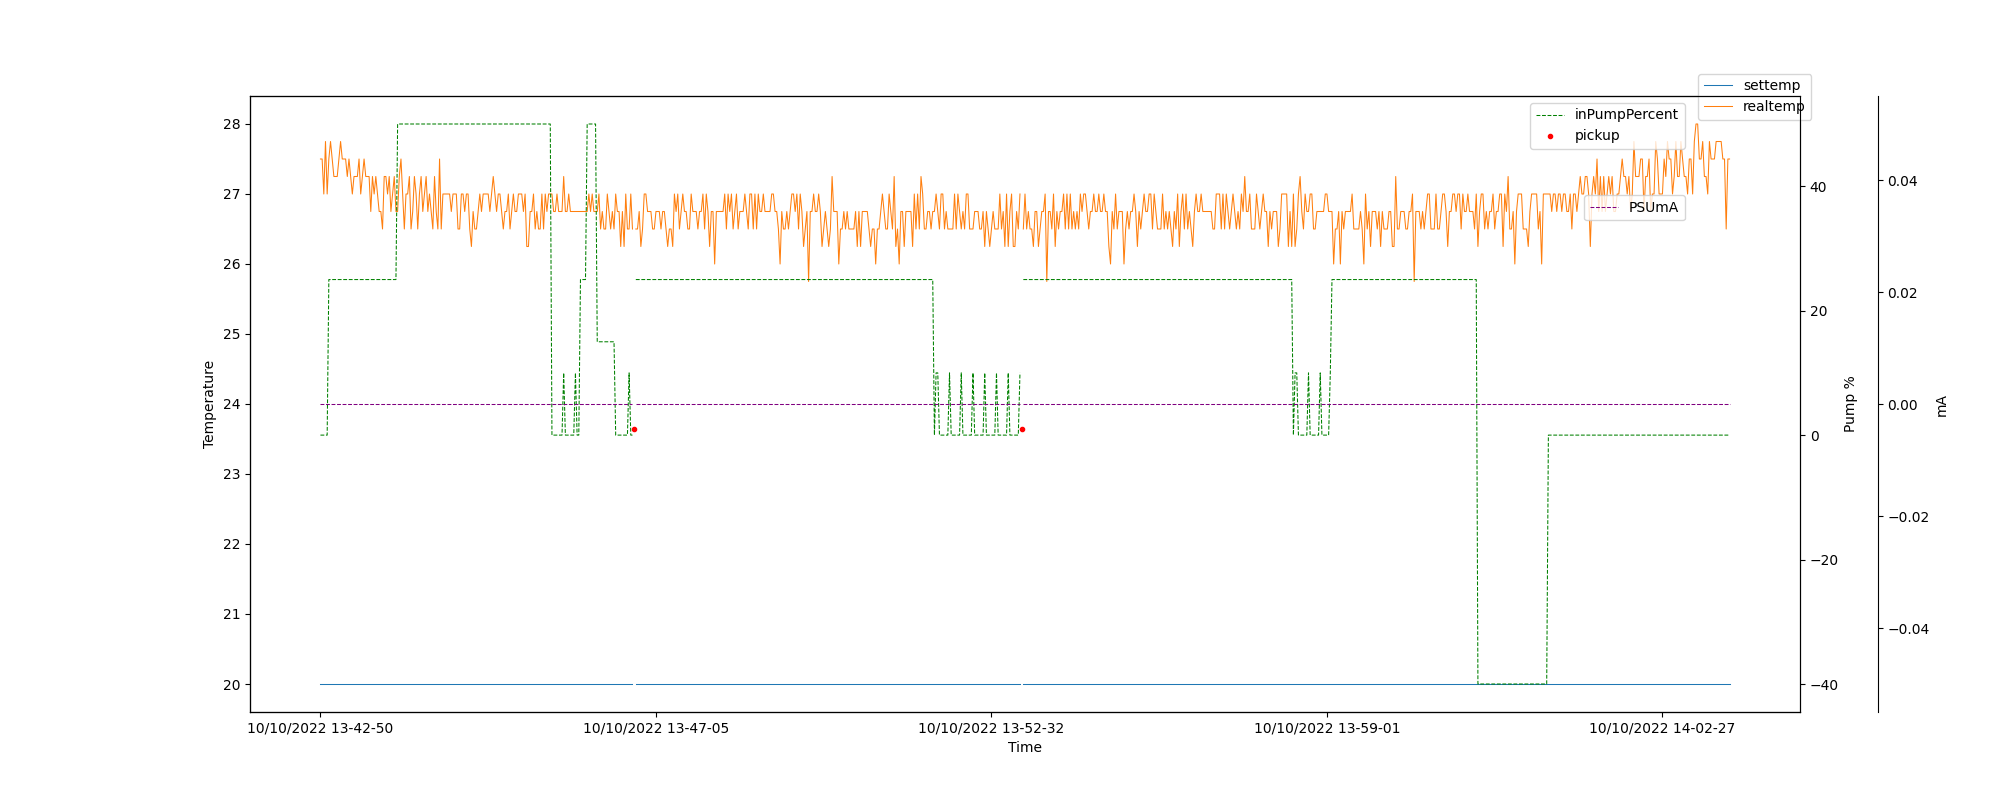 settemp
realtemp
inPumpPercent
pickup
PSUmA
28
27
26
25
24
23
22
21
20
Temperature
40
20
0
−20
−40
Pump %
0.04
0.02
0.00
−0.02
−0.04
mA
10/10/2022 13-42-50
10/10/2022 13-47-05
10/10/2022 13-52-32
10/10/2022 13-59-01
10/10/2022 14-02-27
Time